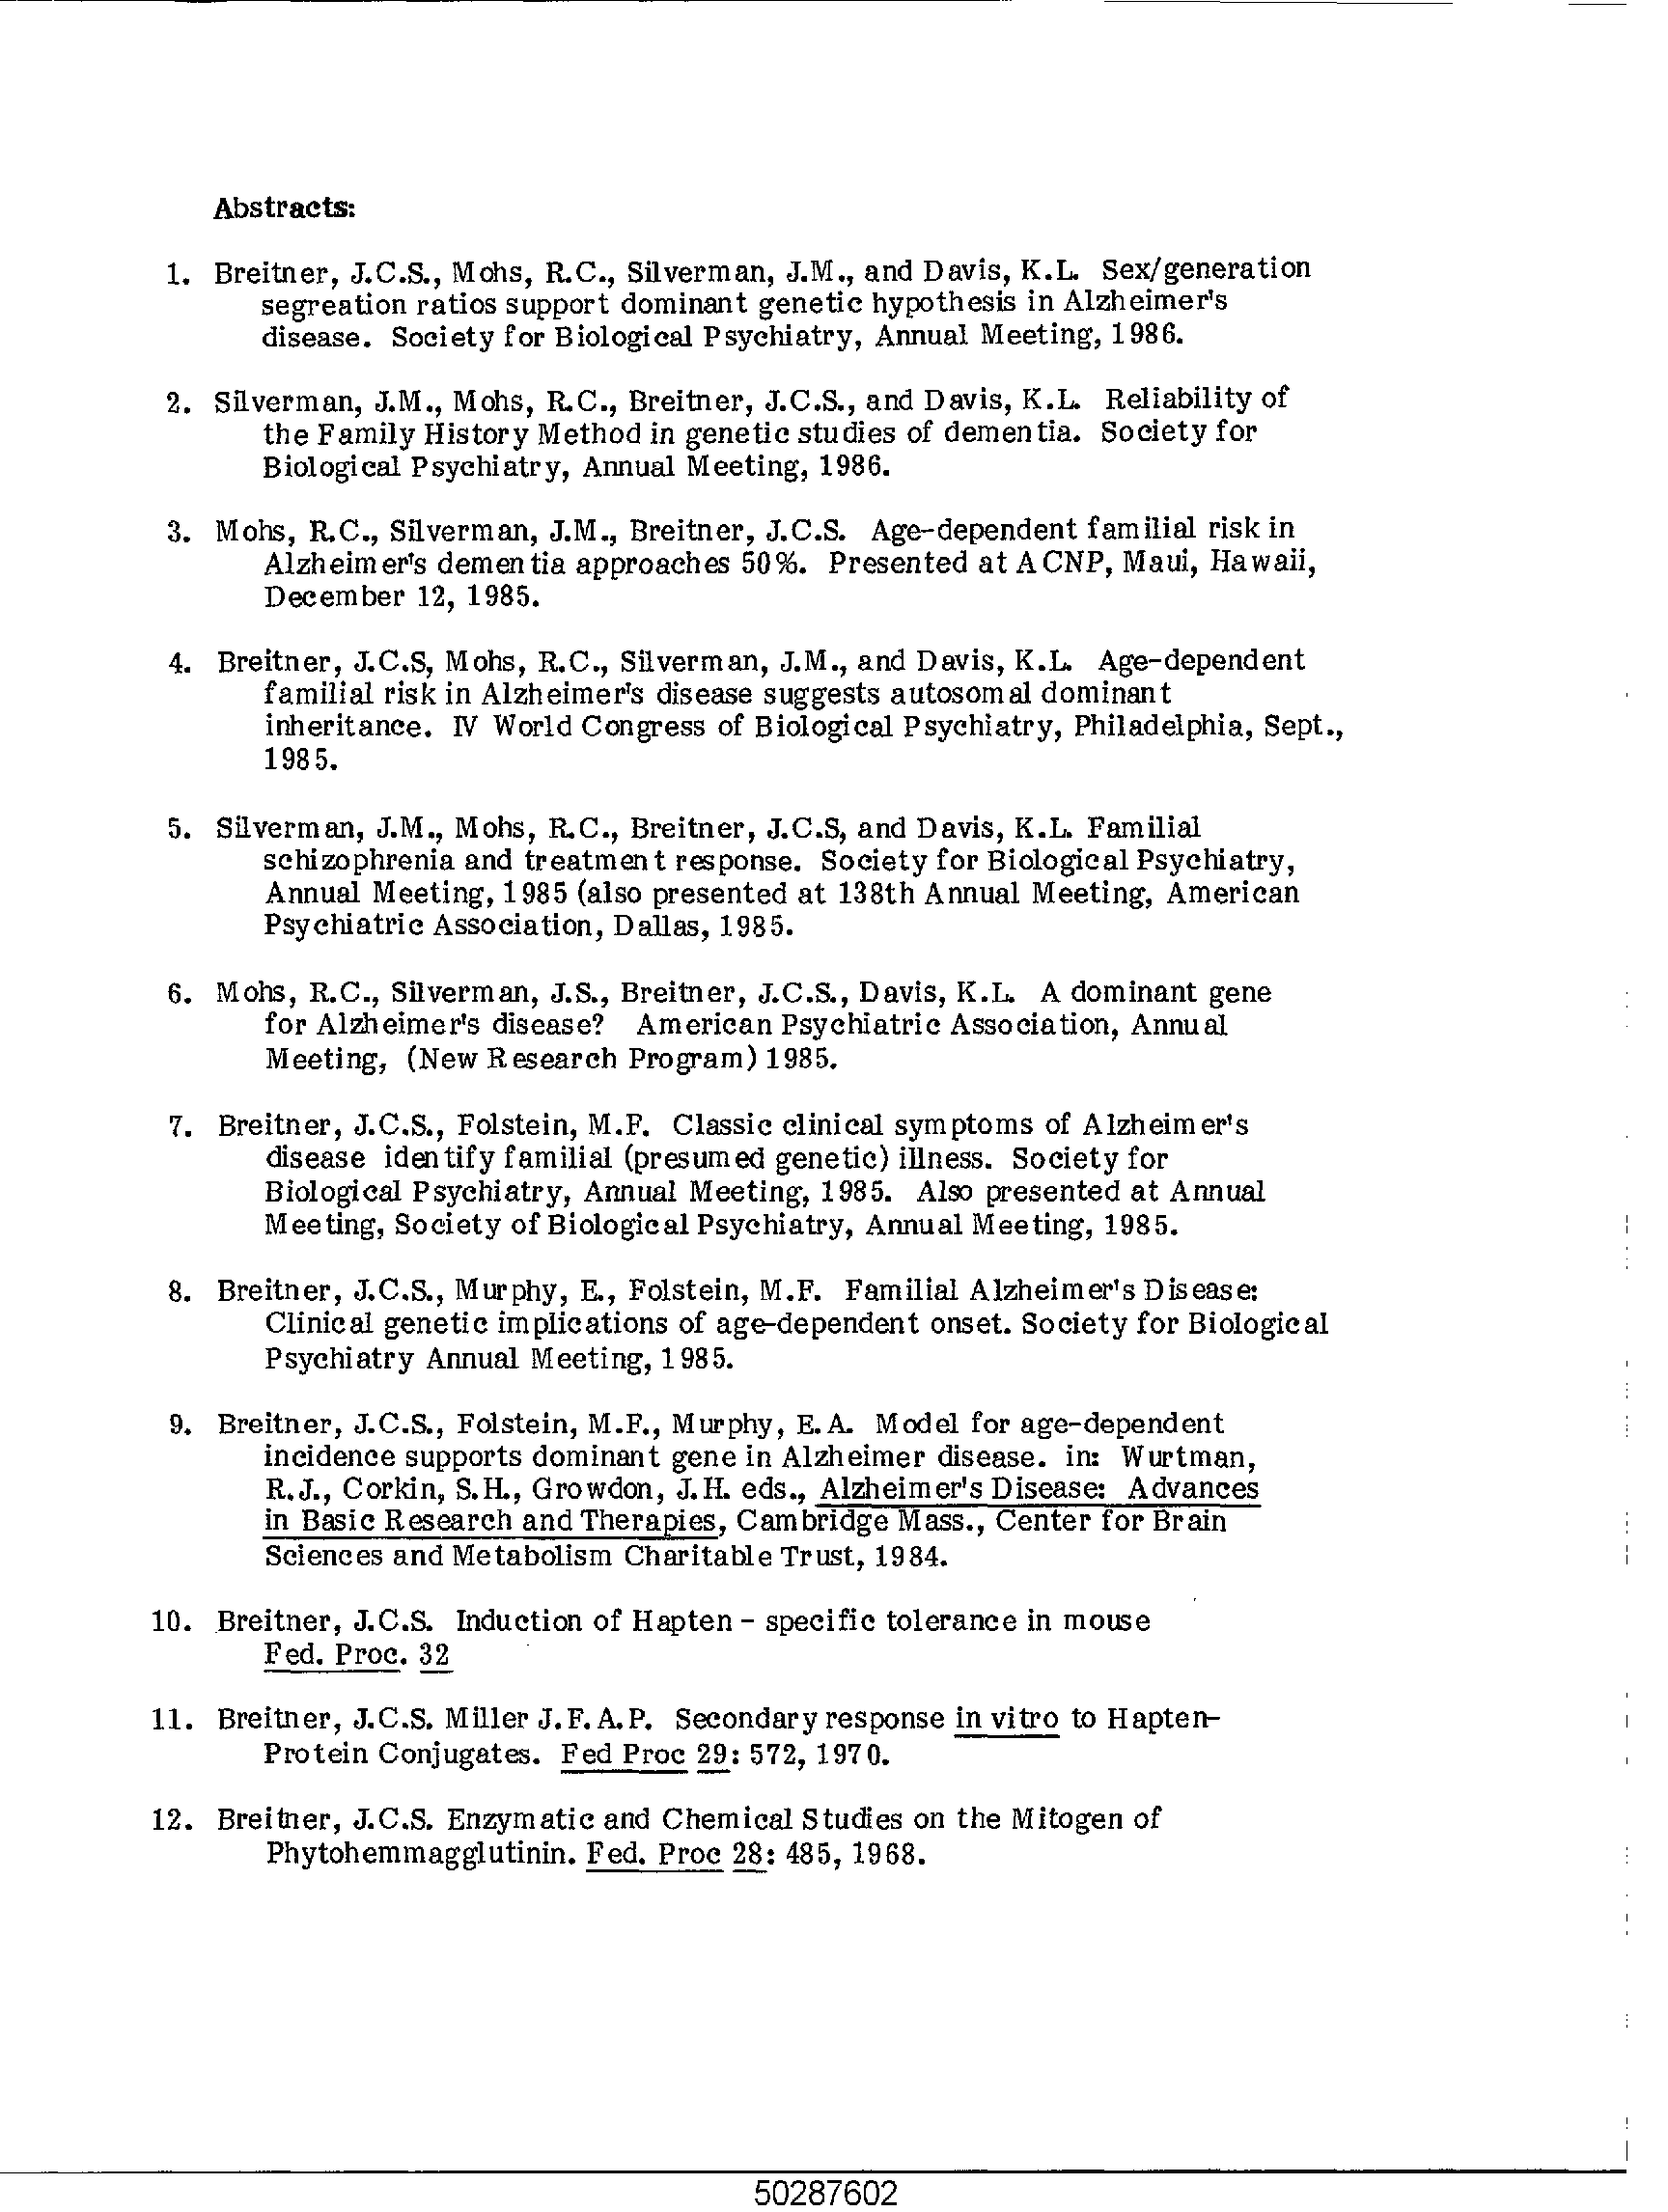 Abstracts:
1. Breitner, J.C.S., Mohs, R.C., Silverman, J.M., and Davis, K.L. Sex/generation
segreation ratios support dominant genetic hypothesis in Alzheimer's
disease. Society for Biological Psychiatry, Annual Meeting, 1986.
2. Silverman, J.M., Mohs, R.C., Breitner, J.C.S., and Davis, K.L. Reliability of
the Family History Method in genetic studies of dementia. Society for
Biological Psychiatry, Annual Meeting, 1986.
3. Mohs, R.C., Silverman, J.M., Breitner, J.C.S. Age-dependent familial risk in
Alzheimer's dementia approaches 50%. Presented at ACNP, Maui, Hawaii,
December 12, 1985.
4. Breitner, J.C.S, Mohs, R.C., Silverman, J.M., and Davis, K.L. Age-dependent
familial risk in Alzheimer's disease suggests autosomal dominant
inheritance. IV World Congress of Biological Psychiatry, Philadelphia, Sept.,
1985.
5. Silverman, J.M., Mohs, R.C., Breitner, J.C.S, and Davis, K.L. Familial
schizophrenia and treatment response. Society for Biological Psychiatry,
Annual Meeting, 1985 (also presented at 138th Annual Meeting, American
Psychiatric Association, Dallas, 1985.
6. Mohs, R.C., Silverman, J.S., Breitner, J.C.S., Davis, K.L. A dominant gene
for Alzheimer's disease? American Psychiatric Association, Annual
Meeting, (New Research Program) 1985.
7. Breitner, J.C.S., Folstein, M.F. Classic clinical symptoms of Alzheimer's
disease identify familial (presumed genetic) illness. Society for
Biological Psychiatry, Annual Meeting, 1985. Also presented at Annual
Meeting, Society of Biological Psychiatry, Annual Meeting, 1985.
8. Breitner, J.C.S., Murphy, E., Folstein, M.F. Familial Alzheimer's Disease:
Clinical genetic implications of age-dependent onset. Society for Biological
Psychiatry Annual Meeting, 1985.
9. Breitner, J.C.S., Folstein, M.F., Murphy, E.A. Model for age-dependent
incidence supports dominant gene in Alzheimer disease. in: Wurtman,
R.J., Corkin, S.H., Growdon, J.H. eds., Alzheimer's Disease: Advances
in Basic Research and Therapies, Cambridge Mass., Center for Brain
Sciences and Metabolism Charitable Trust, 1984.
10. Breitner, J.C.S. Induction of Hapten - specific tolerance in mouse
Fed. Proc. 32
11. Breitner, J.C.S. Miller J.F.A.P. Secondary response in vitro to Hapten-
Protein Conjugates. Fed Proc 29: 572, 1970.
12. Breitner, J.C.S. Enzymatic and Chemical Studies on the Mitogen of
Phytohemmagglutinin. Fed. Proc 28: 485, 1968.
50287602